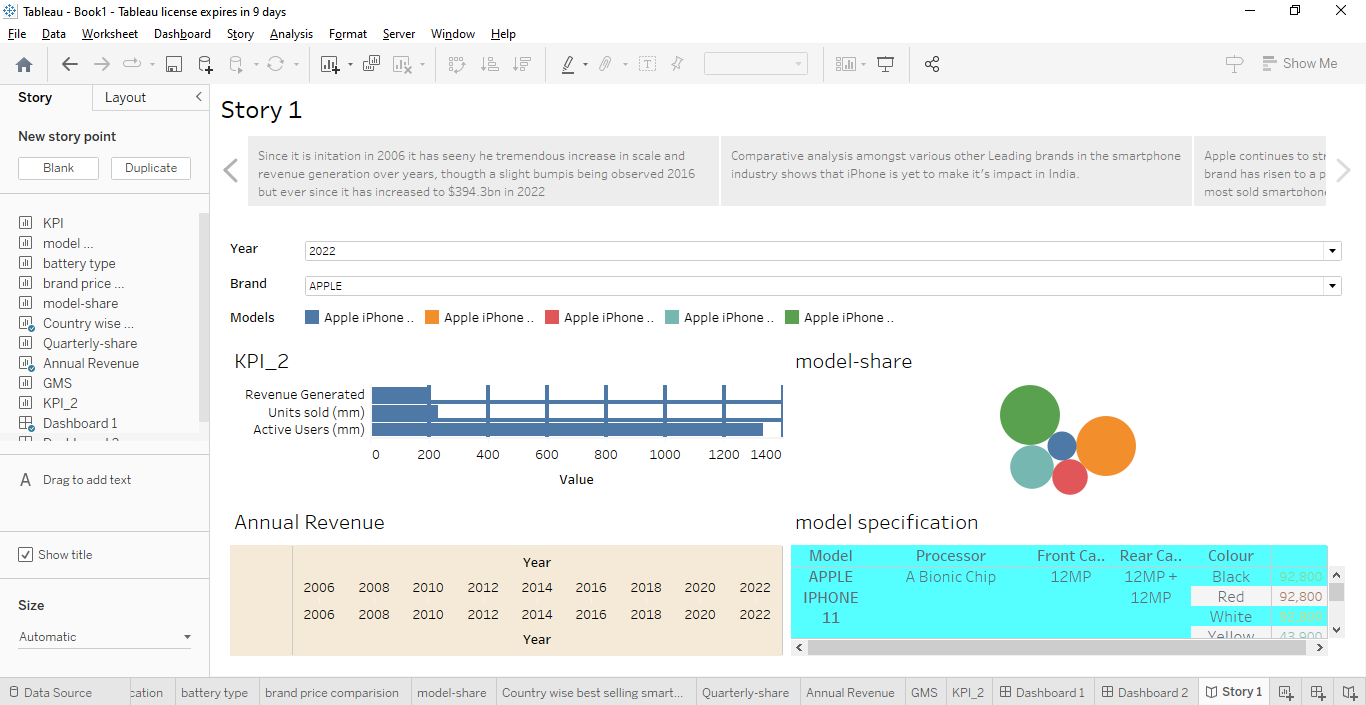 Tableau - Book1 - Tableau license expires in 9 days
File Data Worksheet Dashboard Story Analysis Format Server Window Help
Show Me
Story Layout
New story point
Blank Duplicate
KPI
model ...
battery type
brand price ...
model-share
Country wise ...
Quarterly-share
Annual Revenue
GMS
KPI_2
Dashboard 1
A Drag to add text
Show title
Size
Automatic
Story 1
Since it is initation in 2006 it has seeny he tremendous increase in scale and
revenue generation over years, thougth a slight bumpis being observed 2016
but ever since it has increased to $394.3bn in 2022
Comparative analysis amongst various other Leading brands in the smartphone
industry shows that iPhone is yet to make it's impact in India.
Apple continues to str
brand has risen to a p
most sold smartphone
Year 2022
Brand APPLE
Models Apple iPhone .. Apple iPhone .. Apple iPhone .. Apple iPhone .. Apple iPhone ..
KPI_2
Revenue Generated
Units sold (mm)
Active Users (mm)
0 200 400 600 800 1000 1200 1400
Value
model-share
Annual Revenue
Year
2006 2008 2010 2012 2014 2016 2018 2020 2022
2006 2008 2010 2012 2014 2016 2018 2020 2022
Year
model specification
Model Processor Front Ca.. Rear Ca.. Colour
APPLE A Bionic Chip 12MP 12MP + Black 92,800
IPHONE 12MP Red 92,800
11 White
Yellow 43,900
Data Source cation battery type brand price comparision model-share Country wise best selling smart... Quarterly-share Annual Revenue GMS KPI_2 Dashboard 1 Dashboard 2 Story 1